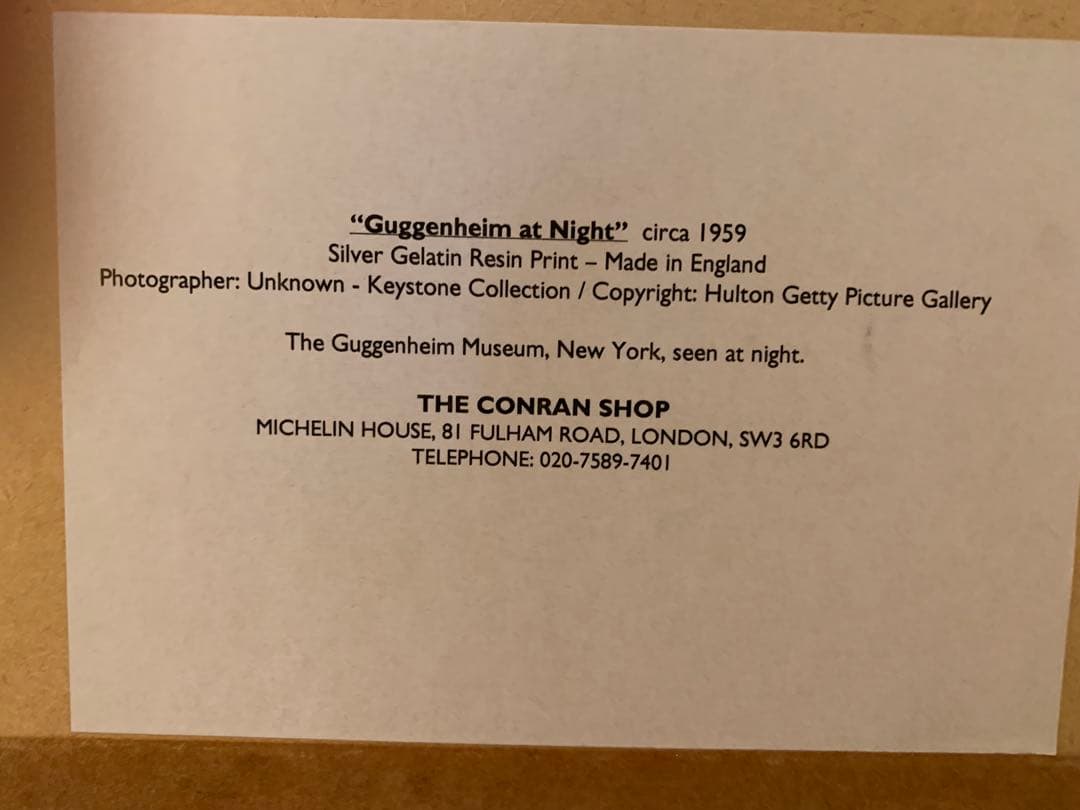 “Guggenheim at Night” circa 1959
Silver Gelatin Resin Print – Made in England
Photographer: Unknown - Keystone Collection / Copyright: Hulton Getty Picture Gallery
The Guggenheim Museum, New York, seen at night.
THE CONRAN SHOP
MICHELIN HOUSE, 81 FULHAM ROAD, LONDON, SW3 6RD
TELEPHONE: 020-7589-7401